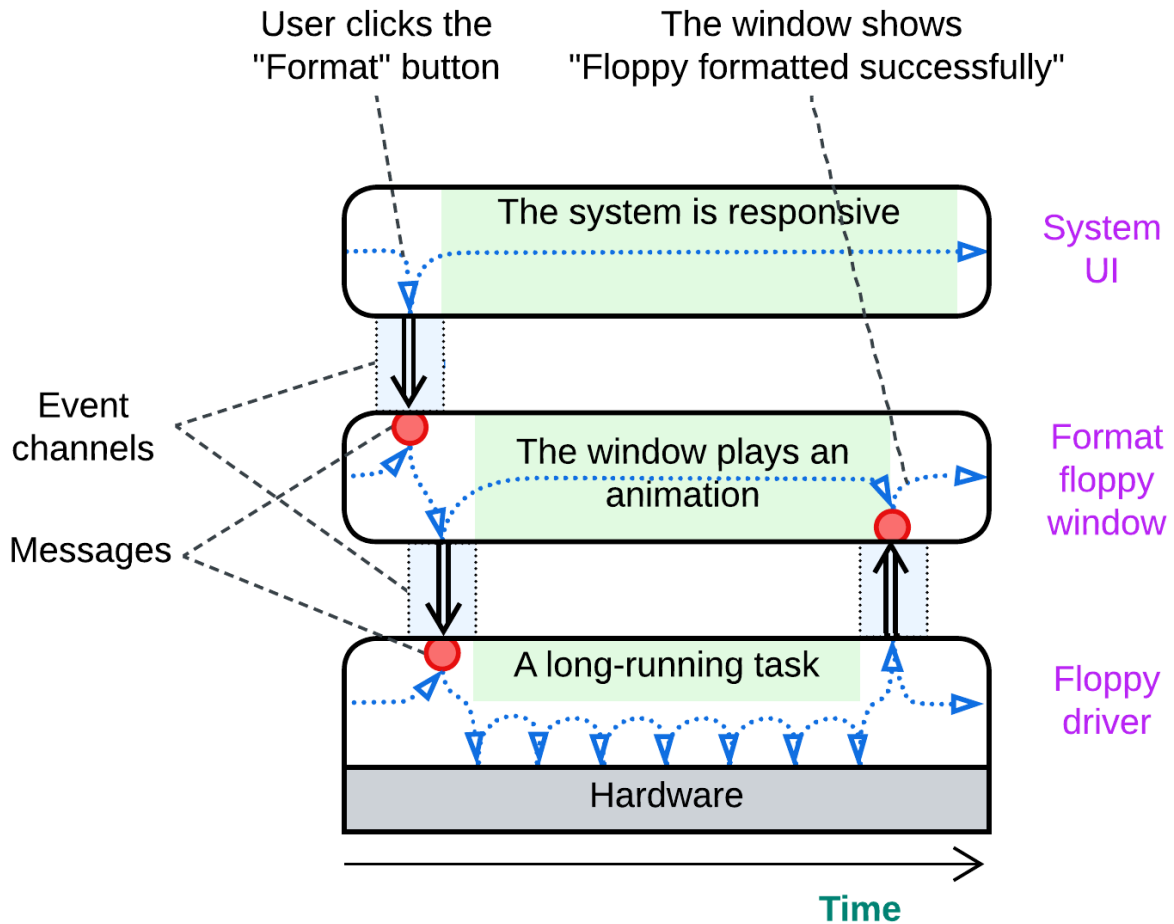 User clicks the
"Format" button
The window shows
"Floppy formatted successfully"
The system is responsive
System
UI
Event
channels
The window plays an
animation
Format
floppy
window
Messages
A long-running task
Floppy
driver
Hardware
Time